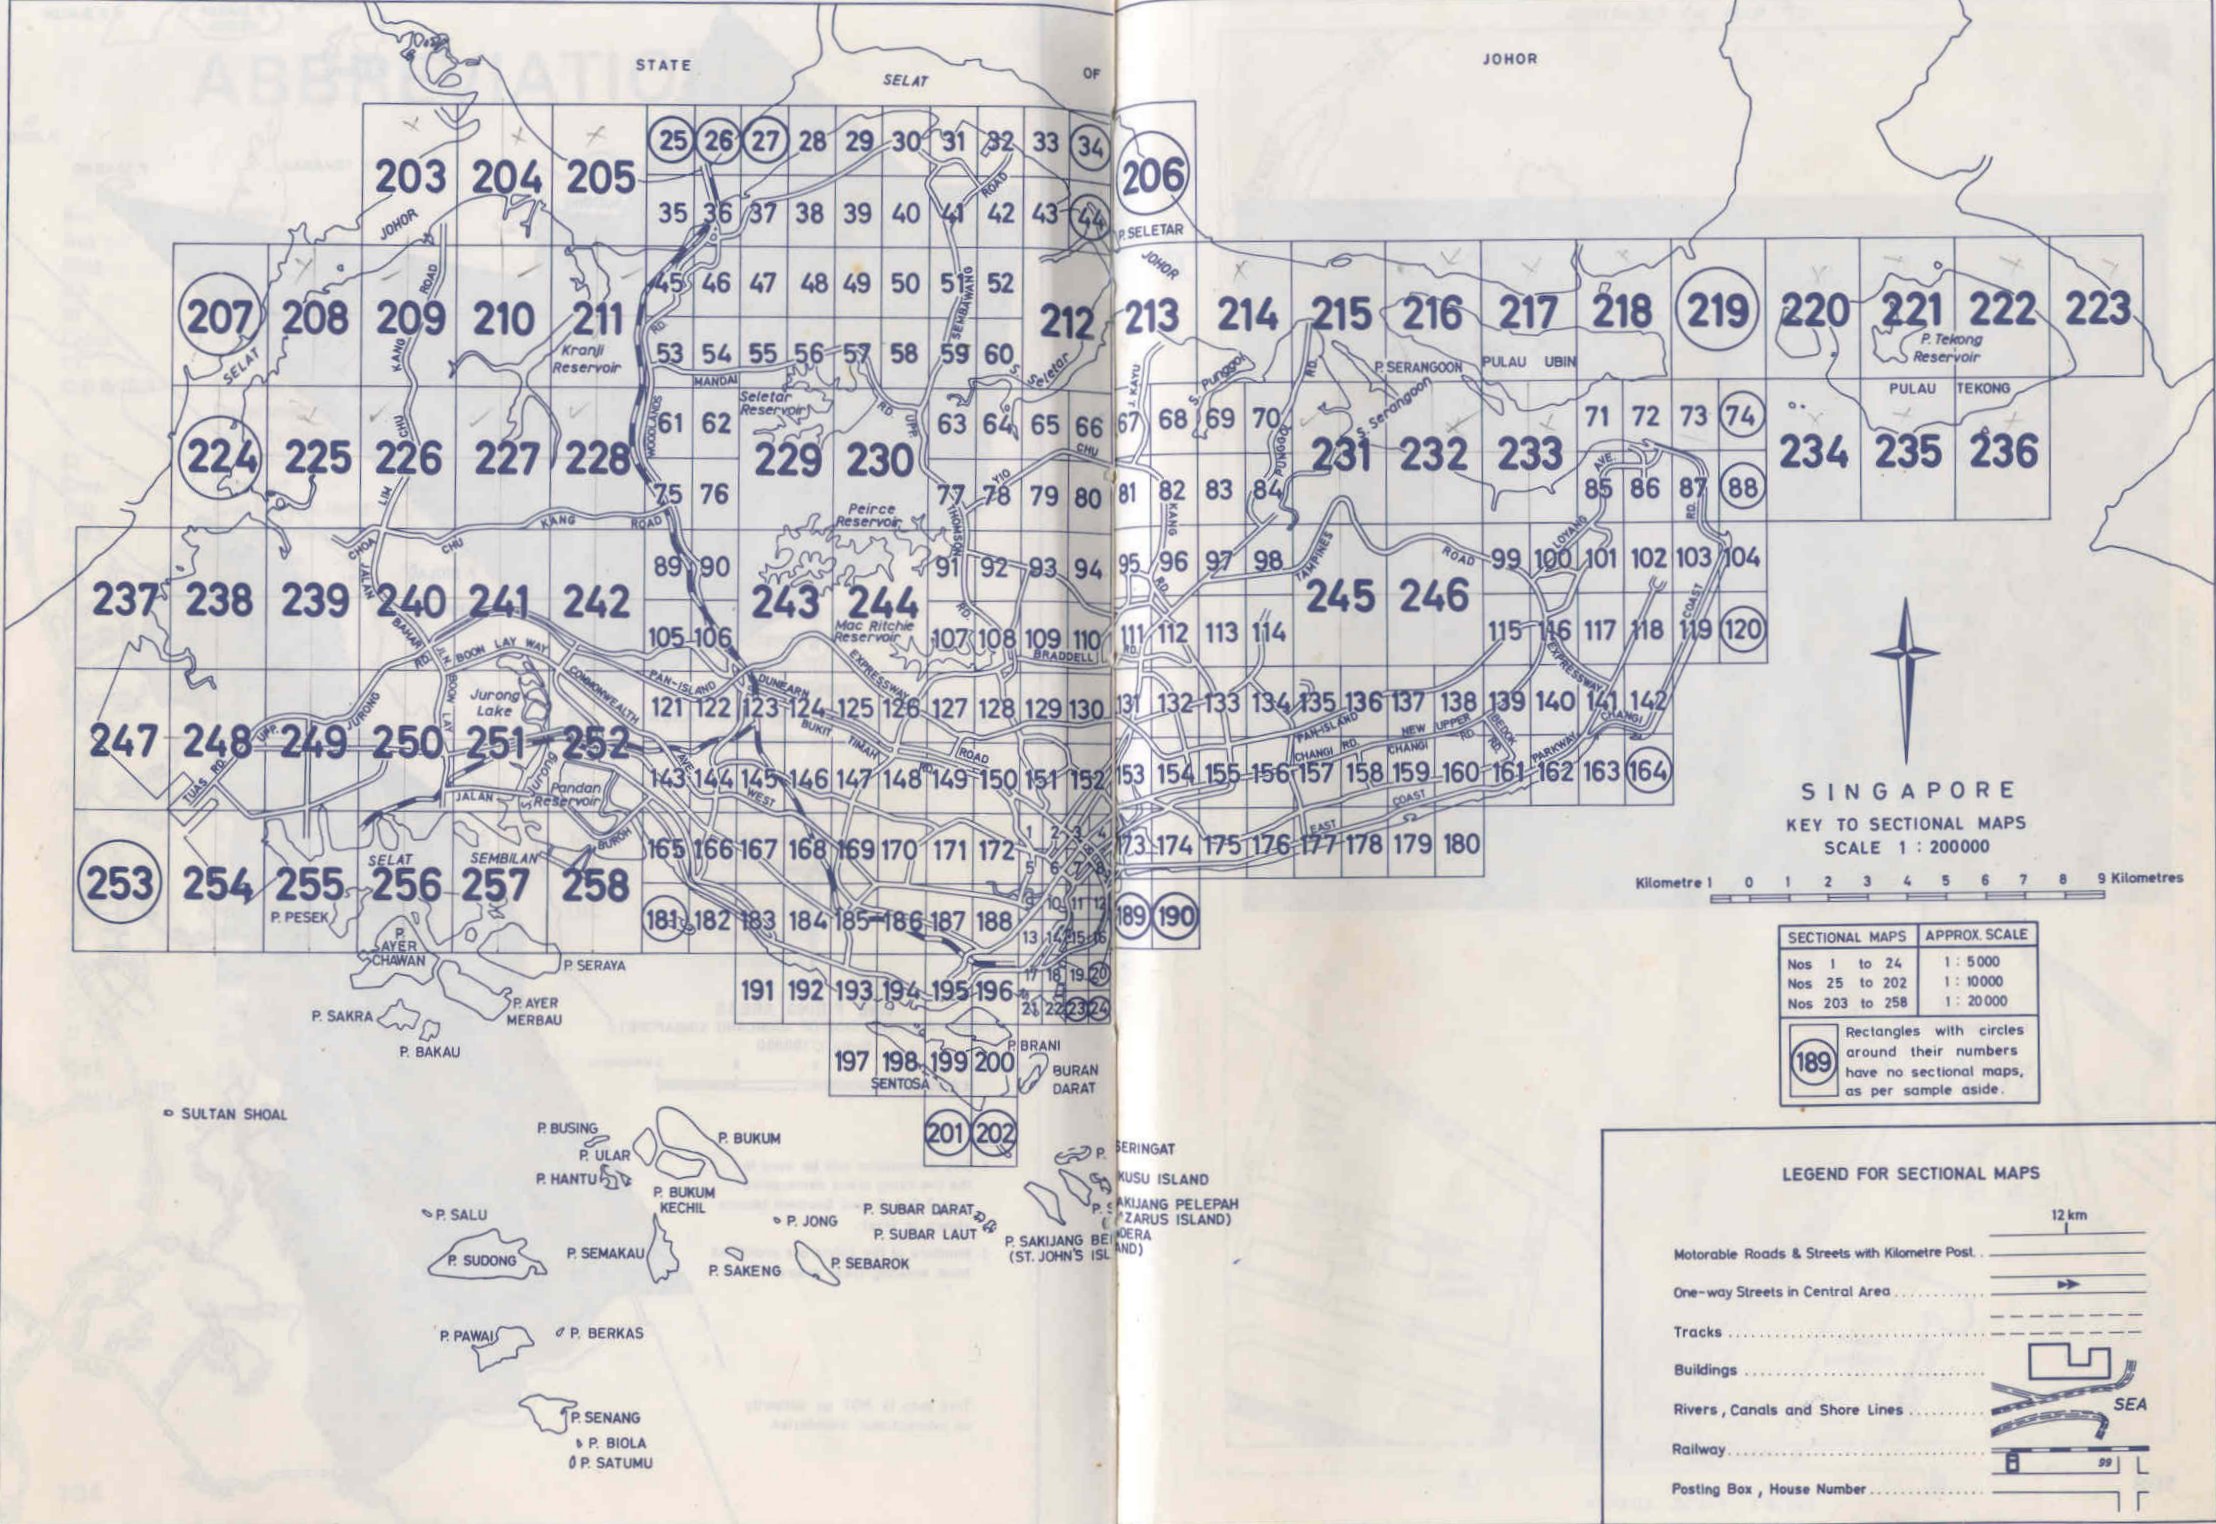 STATE
OF
JOHOR
SELAT
25 26 27 28 29 30 31 32 33 34
203 204 205 206
JOHOR
35 36 37 38 39 40 41 42 43 44
ROAD
P. SELETAR
JOHOR
45 46 47 48 49 50 51 52
207 208 209 210 211 212 213 214 215 216 217 218 219 220 221 222 223
SELAT
KANG ROAD
RD.
SEMBAWANG
Kranji
Reservoir
53 54 55 56 57 58 59 60
MANDAI
RD.
S. Seletar
J. KAYU
S. Punggol
RD.
P. SERANGOON
PULAU UBIN
P. Tekong
Reservoir
PULAU TEKONG
Seletar
Reservoir
WOODLANDS
UPR.
S. Serangoon
61 62 63 64 65 66 67 68 69 70 71 72 73 74
224 225 226 227 228 229 230 231 232 233 234 235 236
LIM CHU
YIO CHU
KANG
RD.
PUNGGOL
AVE.
75 76 77 78 79 80 81 82 83 84 85 86 87 88
RD.
Peirce
Reservoir
CHOA CHU KANG ROAD
THOMSON
RD.
TAMPINES ROAD
LOYANG
89 90 91 92 93 94 95 96 97 98 99 100 101 102 103 104
237 238 239 240 241 242 243 244 245 246
JALAN BAHAR
RD.
Mac Ritchie
Reservoir
COAST
105 106 107 108 109 110 111 112 113 114 115 116 117 118 119 120
BRADDELL RD.
JLN. BOON LAY
BOON LAY WAY
COMMONWEALTH
AVE.
WEST
PAN-ISLAND
EXPRESSWAY
EXPRESSWAY
DUNEARN
BUKIT TIMAH
ROAD
RD.
Jurong
Lake
121 122 123 124 125 126 127 128 129 130 131 132 133 134 135 136 137 138 139 140 141 142
PAN-ISLAND
CHANGI RD.
NEW UPPER
CHANGI
RD.
BEDOK
RD.
CHANGI
247 248 249 250 251 252
UPP. JURONG
TUAS RD.
S. Jurong
Pandan
Reservoir
JALAN
BUROH
143 144 145 146 147 148 149 150 151 152 153 154 155 156 157 158 159 160 161 162 163 164
EAST
COAST
PARKWAY
1 2 3 4
165 166 167 168 169 170 171 172 173 174 175 176 177 178 179 180
5 6 7 8
253 254 255 256 257 258
SELAT
SEMBILAN
P. PESEK
9 10 11 12
181 182 183 184 185 186 187 188 189 190
13 14 15 16
P.
AYER
CHAWAN
P. SERAYA
17 18 19 20
191 192 193 194 195 196
21 22 23 24
P. SAKRA
P. AYER
MERBAU
P. BAKAU
197 198 199 200
SENTOSA
P. BRANI
BURAN
DARAT
201 202
SULTAN SHOAL
P. BUSING
P. BUKUM
P. ULAR
P. HANTU
P. BUKUM
KECHIL
P. SERINGAT
KUSU ISLAND
P. S AKIJANG PELEPAH
( ZARUS ISLAND)
P. SALU
P. JONG
P. SUBAR DARAT
P. SUBAR LAUT
P. SAKIJANG BEN DERA
(ST. JOHN'S ISL AND)
P. SUDONG
P. SEMAKAU
P. SAKENG
P. SEBAROK
P. PAWAI
P. BERKAS
P. SENANG
P. BIOLA
P. SATUMU
SINGAPORE
KEY TO SECTIONAL MAPS
SCALE 1 : 200000
Kilometre 1 0 1 2 3 4 5 6 7 8 9 Kilometres
SECTIONAL MAPS APPROX. SCALE
Nos 1 to 24 1 : 5000
Nos 25 to 202 1 : 10000
Nos 203 to 258 1 : 20000
189
Rectangles with circles
around their numbers
have no sectional maps,
as per sample aside.
LEGEND FOR SECTIONAL MAPS
12 km
Motorable Roads & Streets with Kilometre Post..
One-way Streets in Central Area
Tracks
Buildings
Rivers, Canals and Shore Lines
SEA
Railway
99
Posting Box, House Number